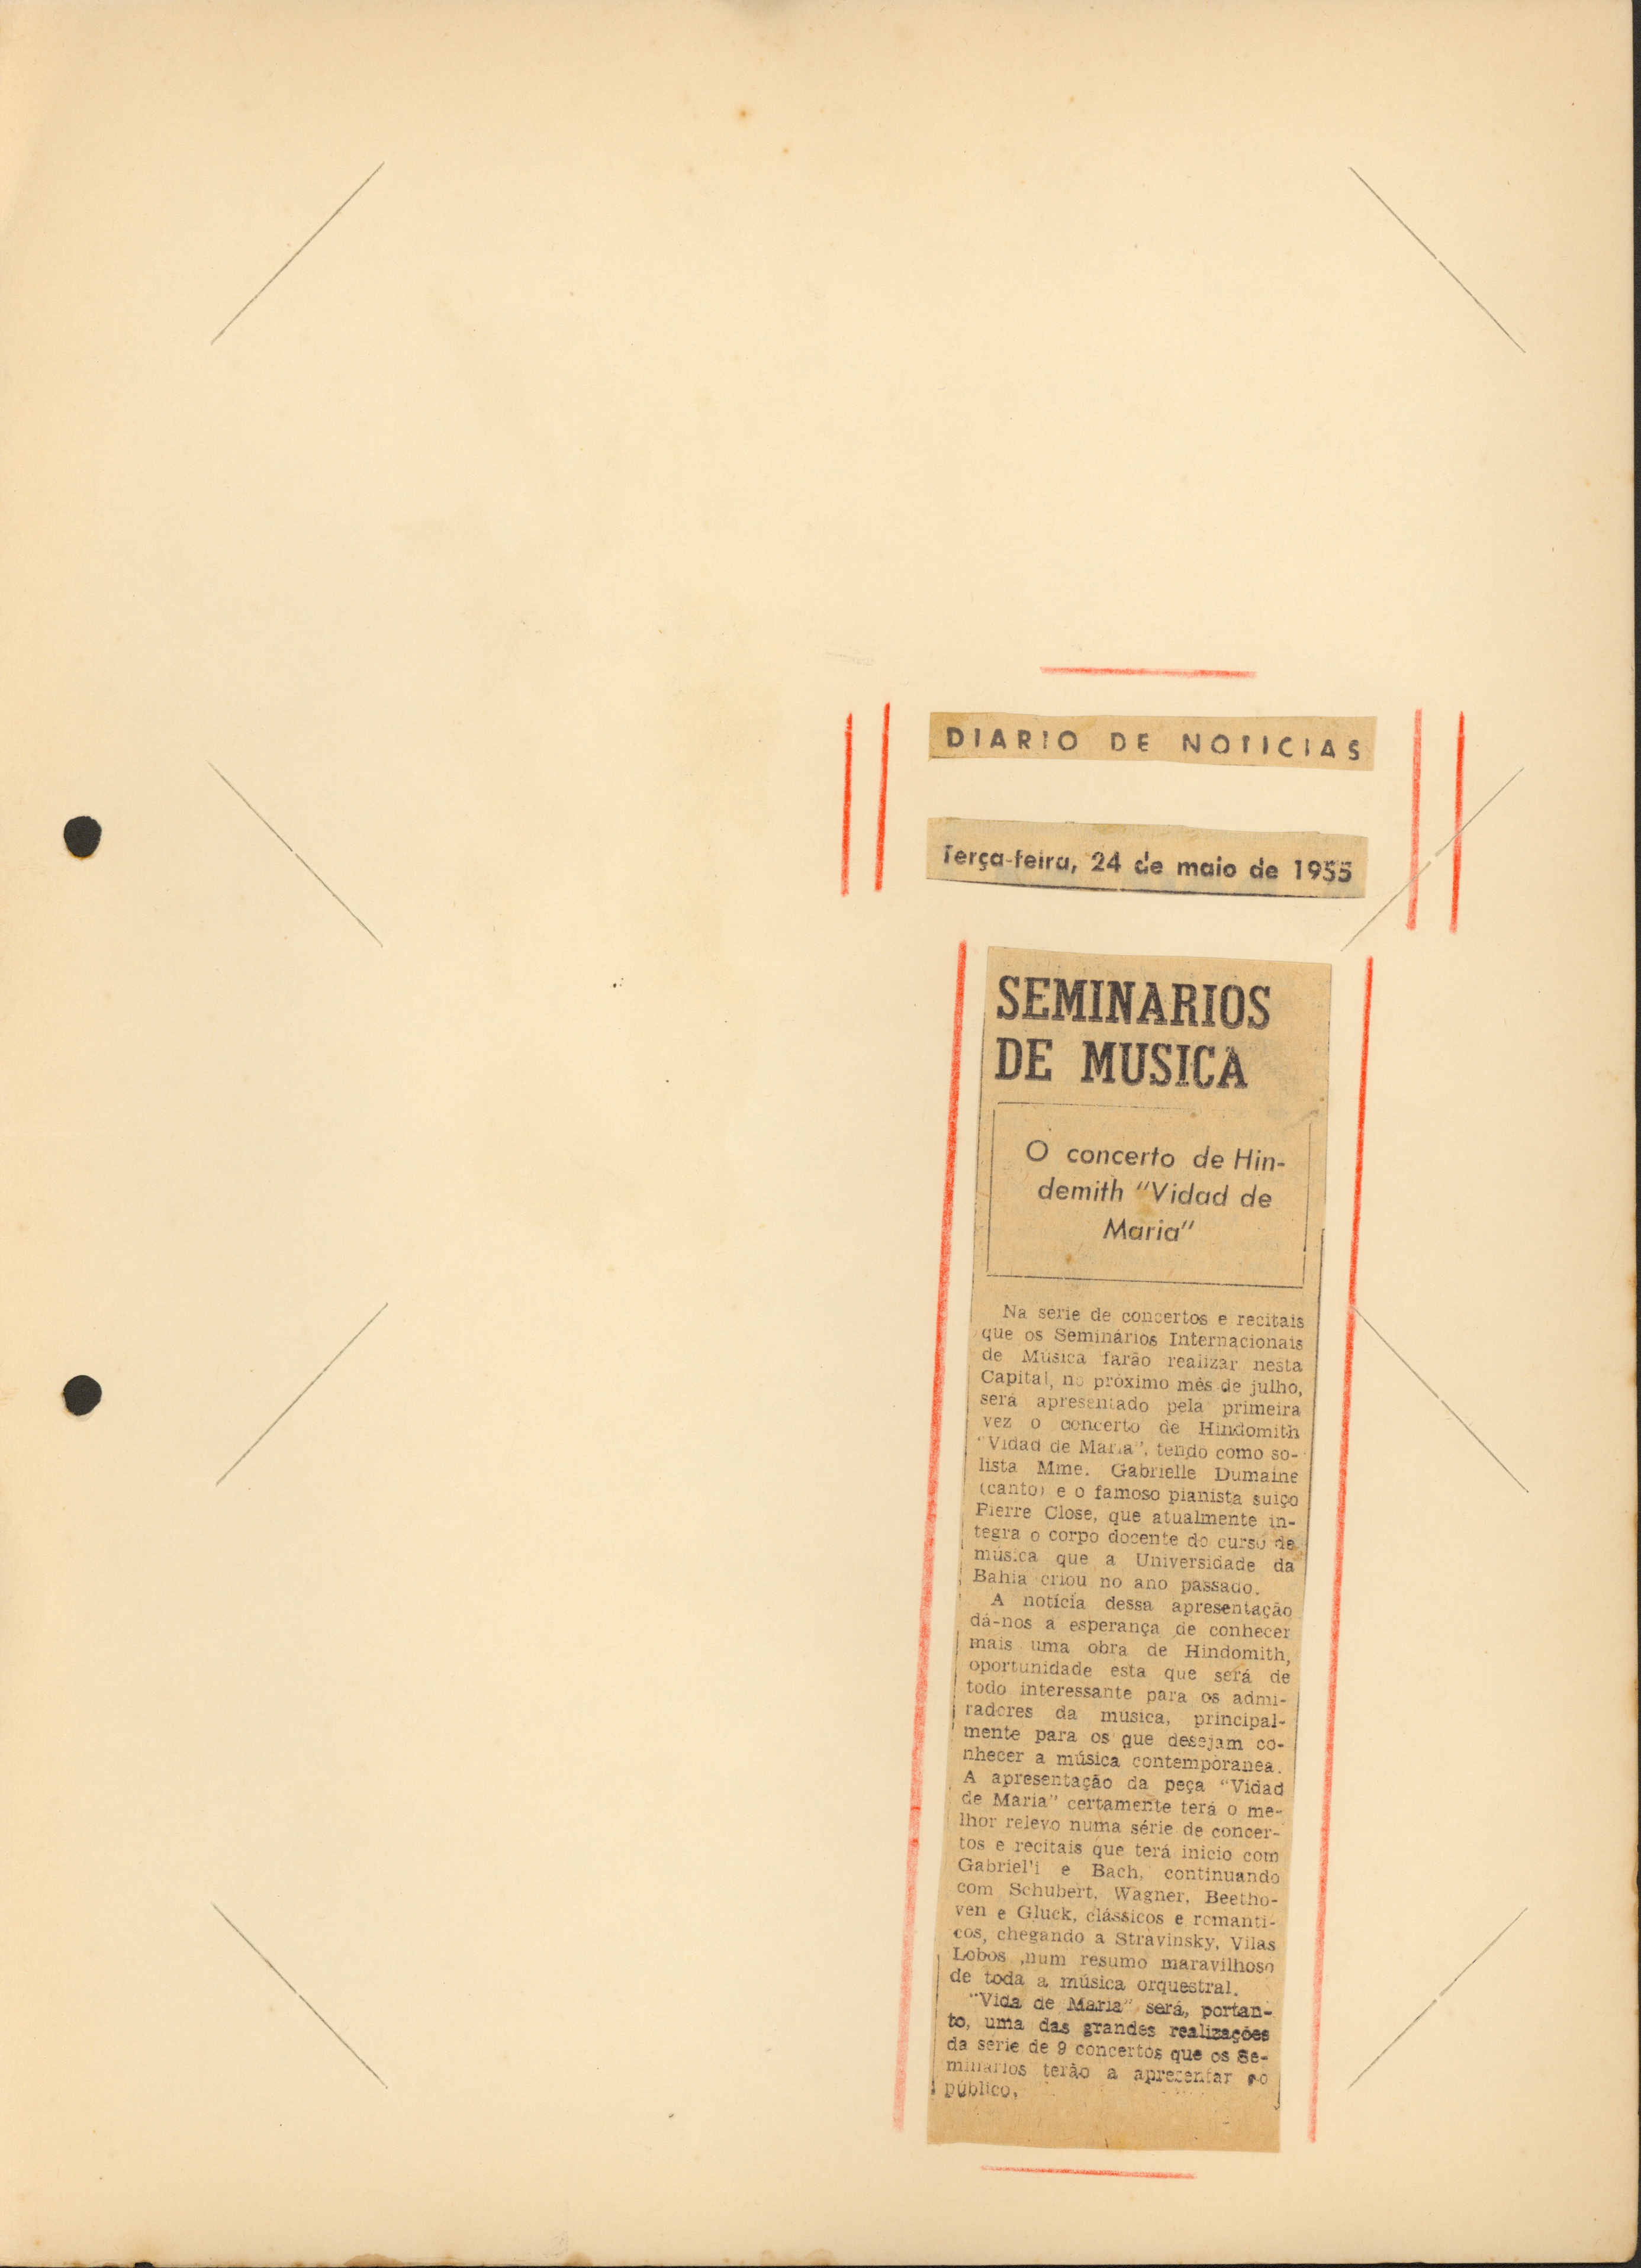 DIARIO DE NOTICIAS
Terça-feira, 24 de maio de 1955
SEMINARIOS
DE MUSICA
O concerto de Hin-
demith "Vidad de
Maria"
Na série de concertos e recitais
que os Seminários Internacionais
de Música farão realizar nesta
Capital, no próximo mês de julho,
será apresentado pela primeira
vez o concerto de Hindomith
"Vidad de Maria", tendo como so-
lista Mme. Gabrielle Dumaine
(canto) e o famoso pianista suiço
Pierre Close, que atualmente in-
tegra o corpo docente do curso de
música que a Universidade da
Bahia criou no ano passado.
A notícia dessa apresentação
dá-nos a esperança de conhecer
mais uma obra de Hindomith,
oportunidade esta que será de
todo interessante para os admi-
radores da musica, principal-
mente para os que desejam co-
nhecer a música contemporanea.
A apresentação da peça "Vidad
de Maria" certamente terá o me-
lhor relevo numa série de concer-
tos e recitais que terá inicio com
Gabriel'i e Bach, continuando
com Schubert, Wagner, Beetho-
ven e Gluck, clássicos e romanti-
cos, chegando a Stravinsky, Vilas
Lobos ,num resumo maravilhoso
de toda a música orquestral.
"Vida de Maria" será, portan-
to, uma das grandes realizações
da série de 9 concertos que os Se-
minarios terão a apresentar ao
público,